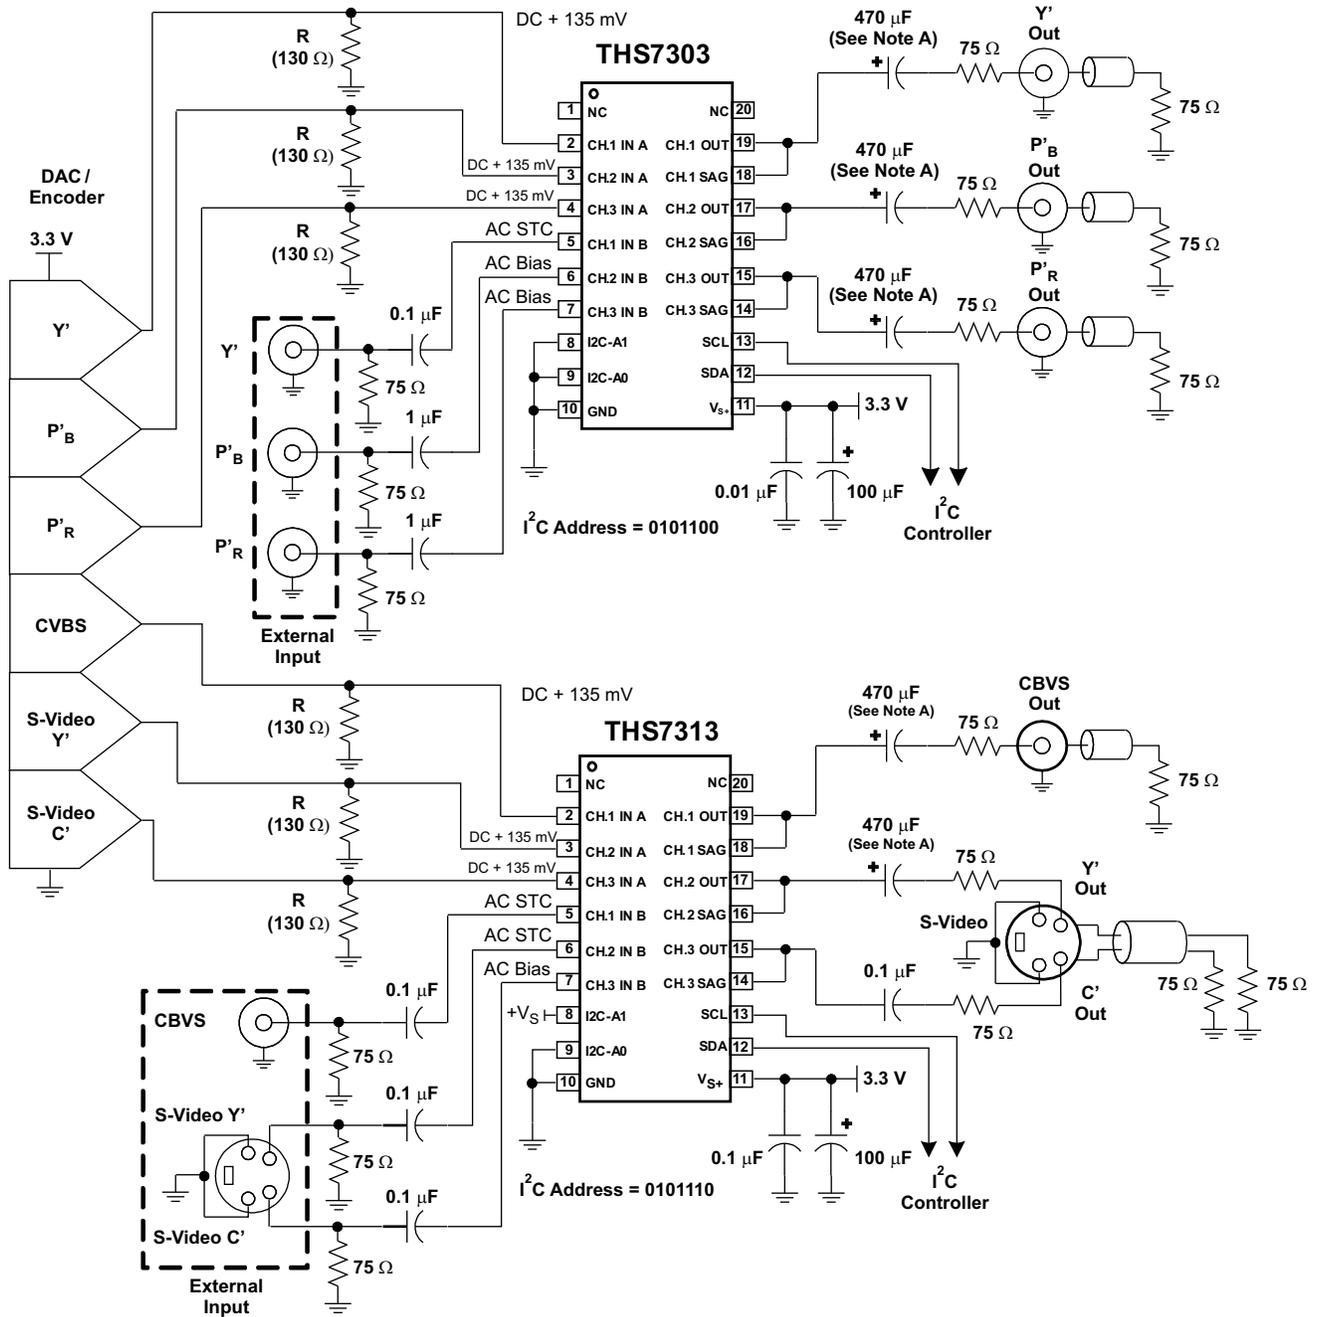 DC + 135 mV
470 µF
(See Note A)
Y'
Out
R
(130 Ω)
THS7303
75 Ω
75 Ω
1 NC
NC 20
R
(130 Ω)
2 CH.1 IN A
CH.1 OUT 19
DC + 135 mV
3 CH.2 IN A
CH.1 SAG 18
470 µF
(See Note A)
P'B
Out
75 Ω
DAC /
Encoder
DC + 135 mV
4 CH.3 IN A
CH.2 OUT 17
3.3 V
R
(130 Ω)
AC STC
5 CH.1 IN B
CH.2 SAG 16
75 Ω
AC Bias
6 CH.2 IN B
CH.3 OUT 15
470 µF
(See Note A)
P'R
Out
75 Ω
AC Bias
7 CH.3 IN B
CH.3 SAG 14
Y'
0.1 µF
Y'
8 I2C-A1
SCL 13
75 Ω
75 Ω
9 I2C-A0
SDA 12
10 GND
VS+ 11
3.3 V
P'B
1 µF
P'B
75 Ω
0.01 µF
100 µF
I2C
Controller
P'R
1 µF
P'R
I2C Address = 0101100
75 Ω
CVBS
External
Input
DC + 135 mV
470 µF
(See Note A)
CBVS
Out
R
(130 Ω)
THS7313
75 Ω
S-Video
Y'
75 Ω
1 NC
NC 20
S-Video
C'
R
(130 Ω)
2 CH.1 IN A
CH.1 OUT 19
DC + 135 mV
3 CH.2 IN A
CH.1 SAG 18
470 µF
(See Note A)
75 Ω
Y'
Out
DC + 135 mV
4 CH.3 IN A
CH.2 OUT 17
R
(130 Ω)
AC STC
5 CH.1 IN B
CH.2 SAG 16
S-Video
AC STC
6 CH.2 IN B
CH.3 OUT 15
AC Bias
7 CH.3 IN B
CH.3 SAG 14
0.1 µF
75 Ω
75 Ω
C'
Out
75 Ω
CBVS
0.1 µF
+VS
8 I2C-A1
SCL 13
75 Ω
9 I2C-A0
SDA 12
10 GND
VS+ 11
3.3 V
S-Video Y'
0.1 µF
75 Ω
0.1 µF
100 µF
I2C
Controller
I2C Address = 0101110
0.1 µF
S-Video C'
75 Ω
External
Input